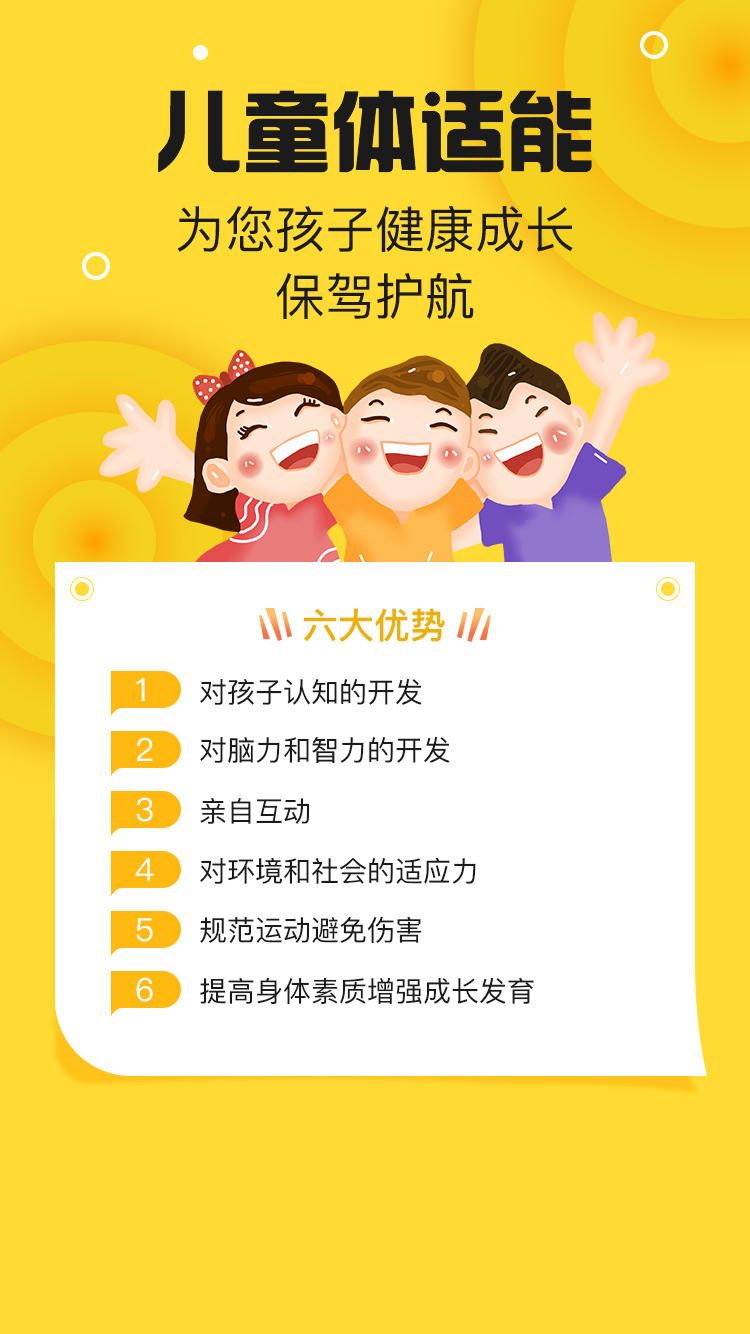 儿童体适能
为您孩子健康成长
保驾护航
六大优势
1 对孩子认知的开发
2 对脑力和智力的开发
3 亲自互动
4 对环境和社会的适应力
5 规范运动避免伤害
6 提高身体素质增强成长发育